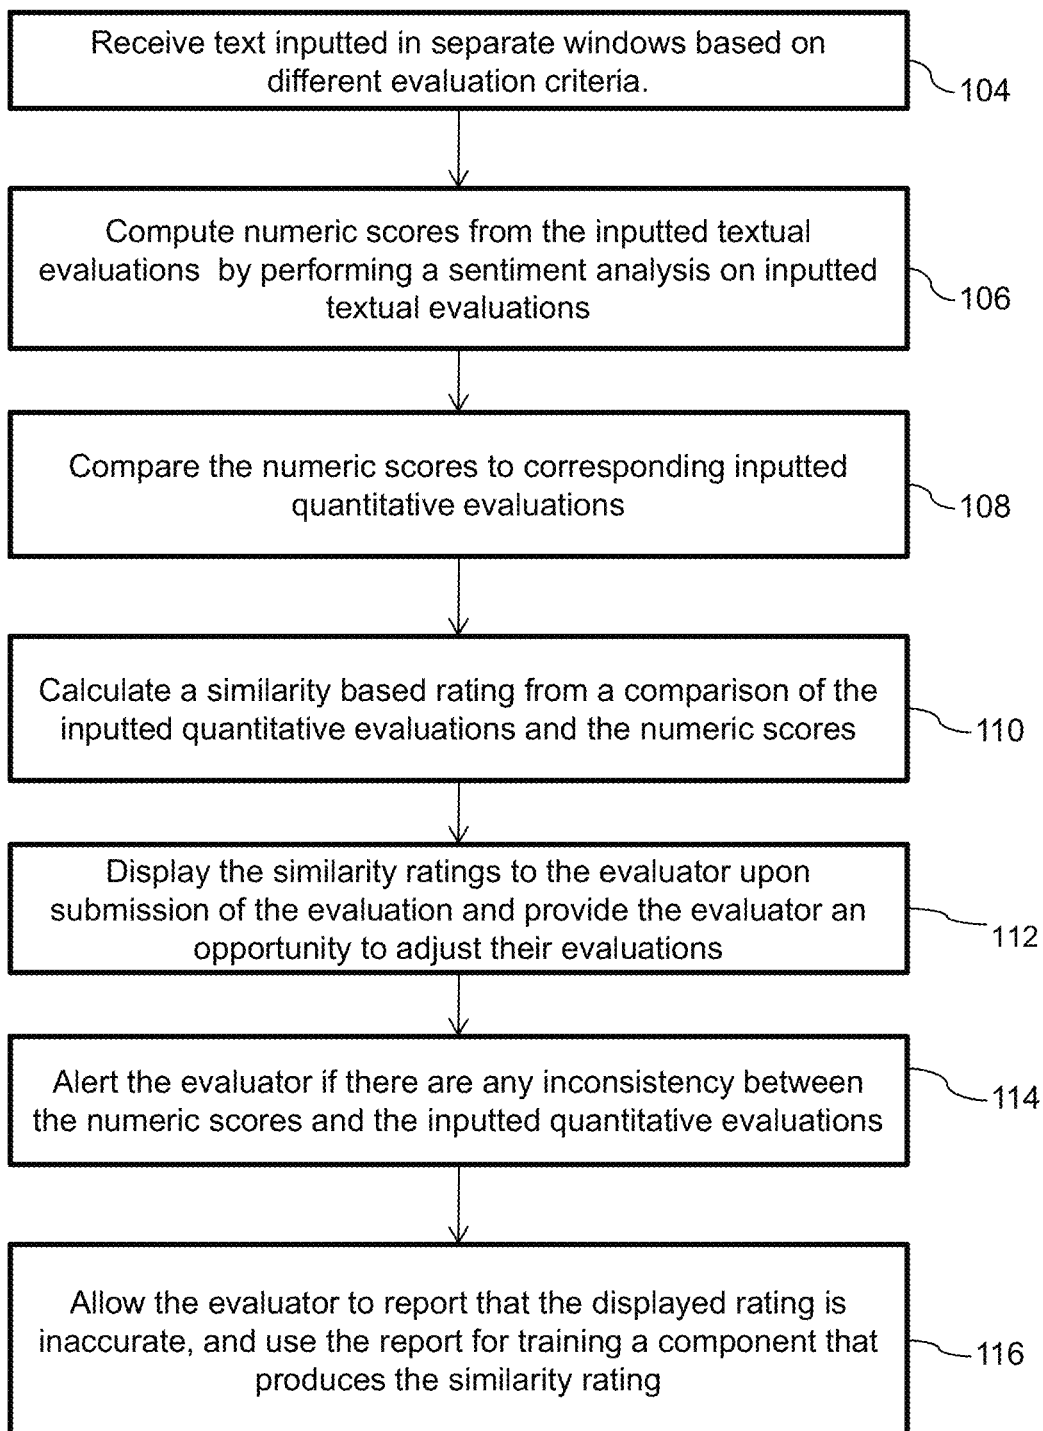 Receive text inputted in separate windows based on
different evaluation criteria.
104
Compute numeric scores from the inputted textual
evaluations by performing a sentiment analysis on inputted
textual evaluations
106
Compare the numeric scores to corresponding inputted
quantitative evaluations
108
Calculate a similarity based rating from a comparison of the
inputted quantitative evaluations and the numeric scores
110
Display the similarity ratings to the evaluator upon
submission of the evaluation and provide the evaluator an
opportunity to adjust their evaluations
112
Alert the evaluator if there are any inconsistency between
the numeric scores and the inputted quantitative evaluations
114
Allow the evaluator to report that the displayed rating is
inaccurate, and use the report for training a component that
produces the similarity rating
116